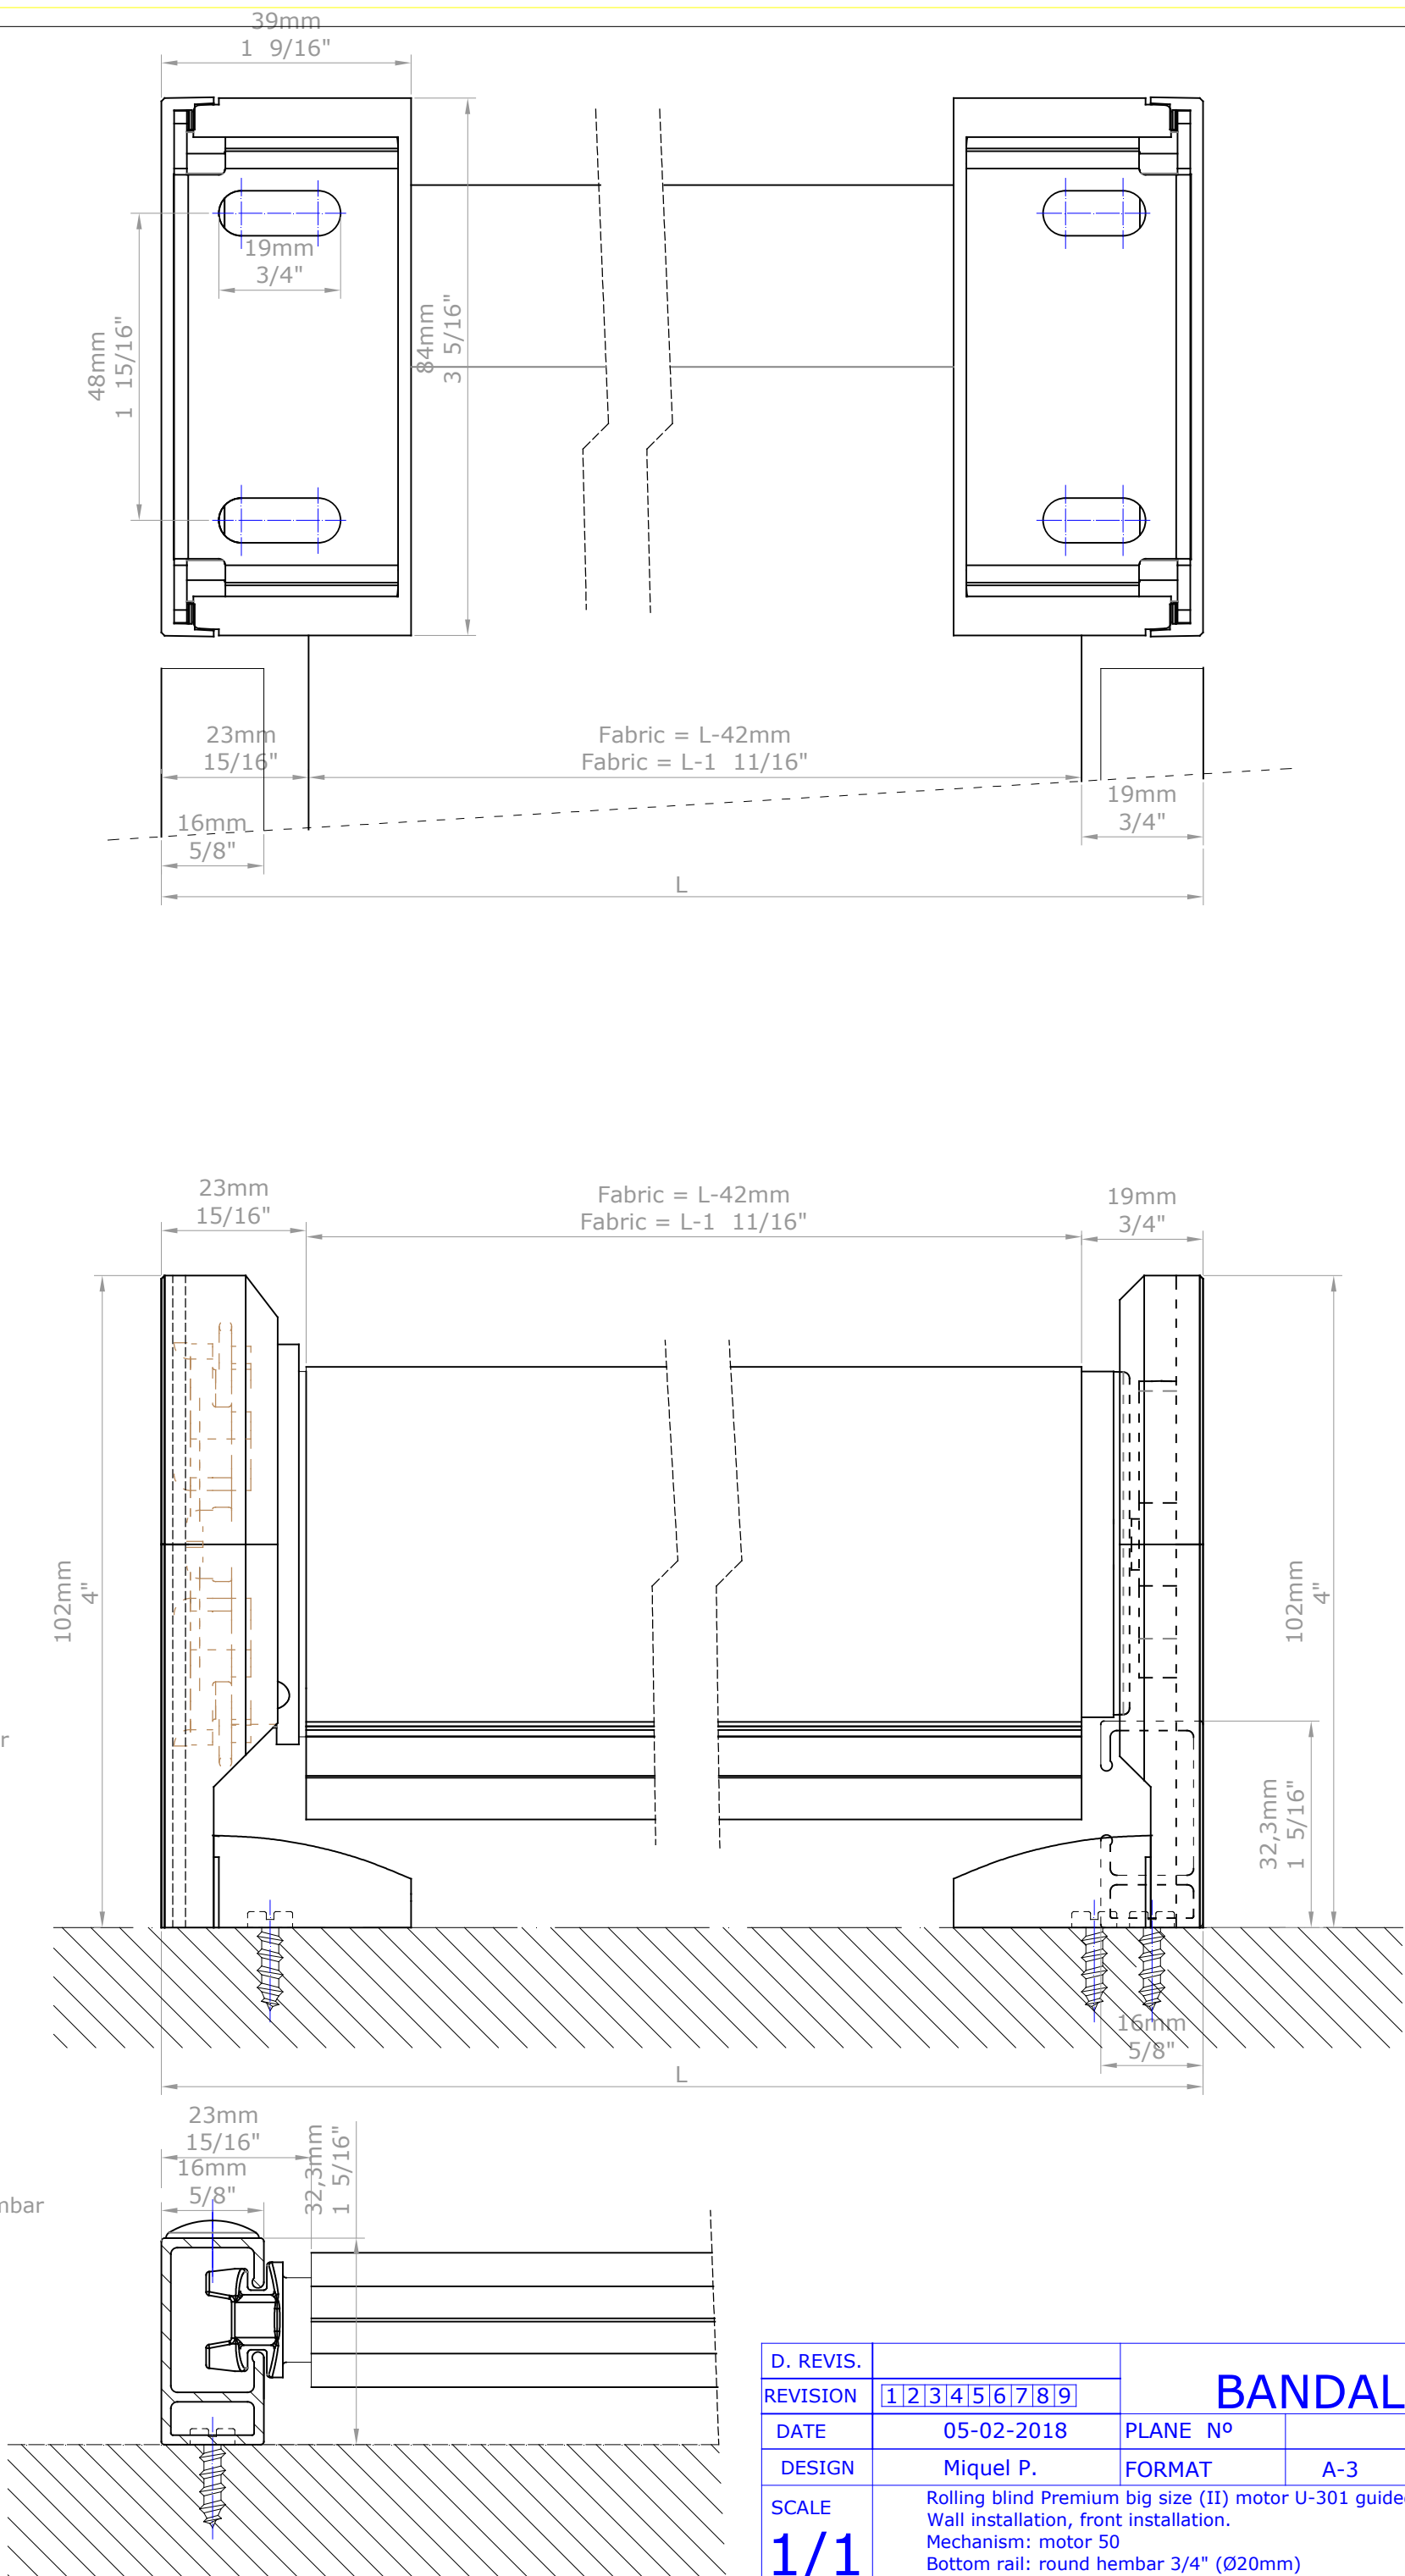 39mm
1 9/16"
19mm
3/4"
48mm
1 15/16"
84mm
3 5/16"
23mm
15/16"
Fabric = L-42mm
Fabric = L-1 11/16"
16mm
5/8"
19mm
3/4"
L
23mm
15/16"
Fabric = L-42mm
Fabric = L-1 11/16"
19mm
3/4"
102mm
4"
102mm
4"
r
32,3mm
1 5/16"
16mm
5/8"
L
23mm
15/16"
16mm
5/8"
32,3mm
1 5/16"
mbar
D. REVIS.
REVISION 1 2 3 4 5 6 7 8 9
BANDAL
DATE 05-02-2018 PLANE Nº
DESIGN Miquel P. FORMAT A-3
SCALE
1/1
Rolling blind Premium big size (II) motor U-301 guide
Wall installation, front installation.
Mechanism: motor 50
Bottom rail: round hembar 3/4" (Ø20mm)